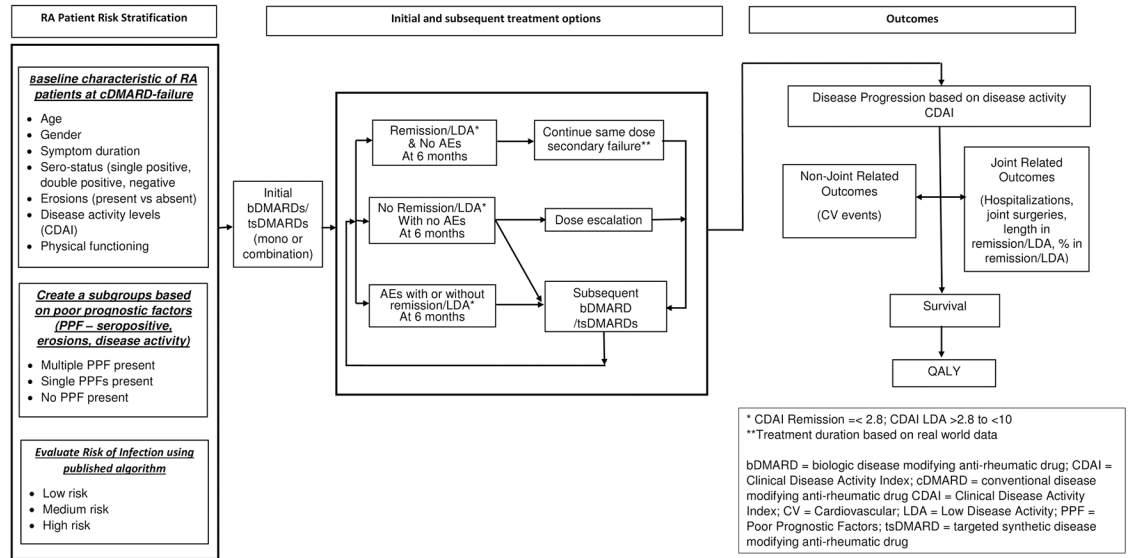 RA Patient Risk Stratification
Initial and subsequent treatment options
Outcomes
Baseline characteristic of RA
patients at cDMARD-failure
• Age
• Gender
• Symptom duration
• Sero-status (single positive,
double positive, negative
• Erosions (present vs absent)
• Disease activity levels
(CDAI)
• Physical functioning
Create a subgroups based
on poor prognostic factors
(PPF – seropositive,
erosions, disease activity)
• Multiple PPF present
• Single PPFs present
• No PPF present
Evaluate Risk of Infection using
published algorithm
• Low risk
• Medium risk
• High risk
Initial
bDMARDs/
tsDMARDs
(mono or
combination)
Remission/LDA*
& No AEs
At 6 months
Continue same dose
secondary failure**
No Remission/LDA*
With no AEs
At 6 months
Dose escalation
AEs with or without
remission/LDA*
At 6 months
Subsequent
bDMARD
/tsDMARDs
Disease Progression based on disease activity
CDAI
Non-Joint Related
Outcomes
(CV events)
Joint Related
Outcomes
(Hospitalizations,
joint surgeries,
length in
remission/LDA, % in
remission/LDA)
Survival
QALY
* CDAI Remission =< 2.8; CDAI LDA >2.8 to <10
**Treatment duration based on real world data
bDMARD = biologic disease modifying anti-rheumatic drug; CDAI =
Clinical Disease Activity Index; cDMARD = conventional disease
modifying anti-rheumatic drug CDAI = Clinical Disease Activity
Index; CV = Cardiovascular; LDA = Low Disease Activity; PPF =
Poor Prognostic Factors; tsDMARD = targeted synthetic disease
modifying anti-rheumatic drug